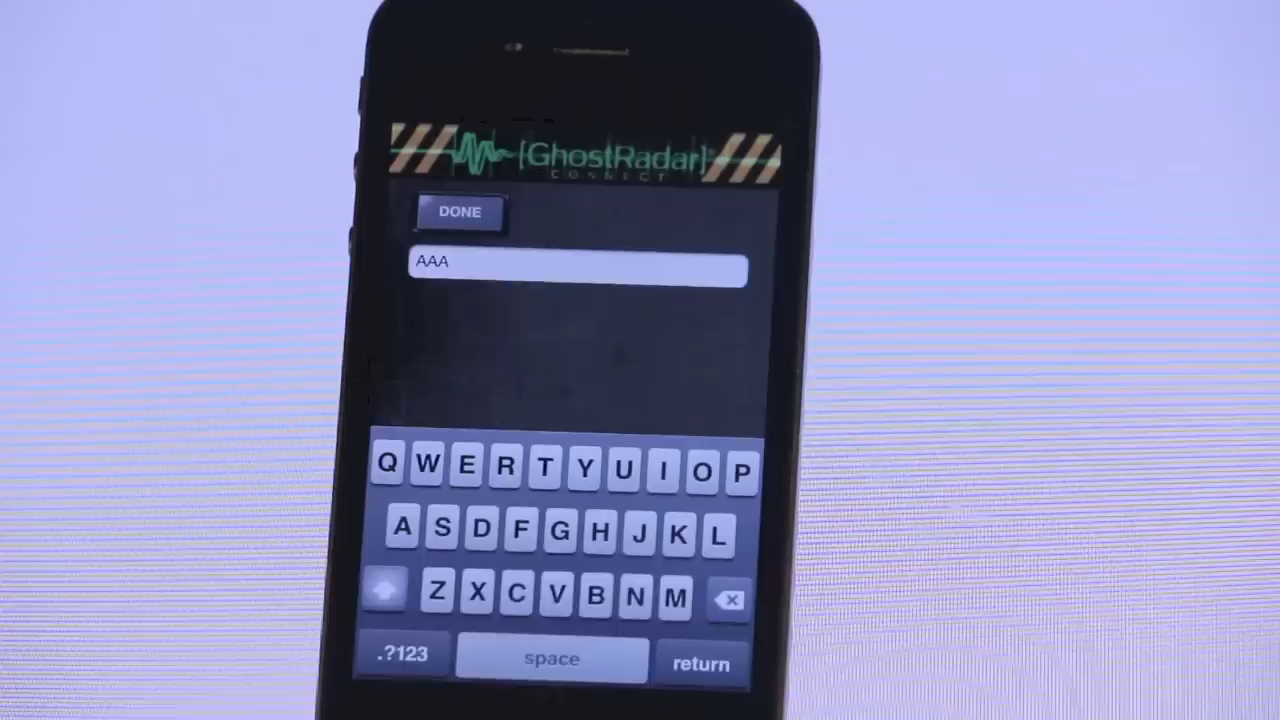 [GhostRadar]
CONNECT
DONE
AAA
Q W E R T Y U I O P
A S D F G H J K L
Z X C V B N M
.?123 space return